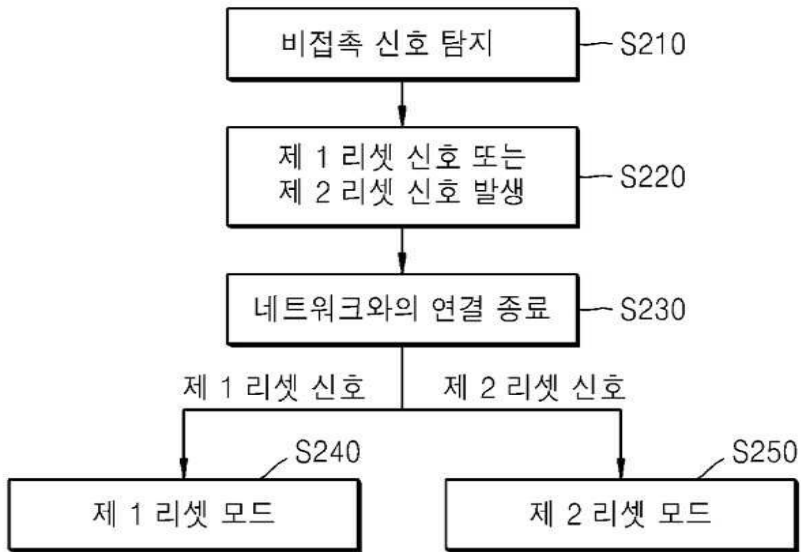 비접촉 신호 탐지
S210
제 1 리셋 신호 또는
제 2 리셋 신호 발생
S220
네트워크와의 연결 종료
S230
제 1 리셋 신호
제 2 리셋 신호
S240
S250
제 1 리셋 모드
제 2 리셋 모드